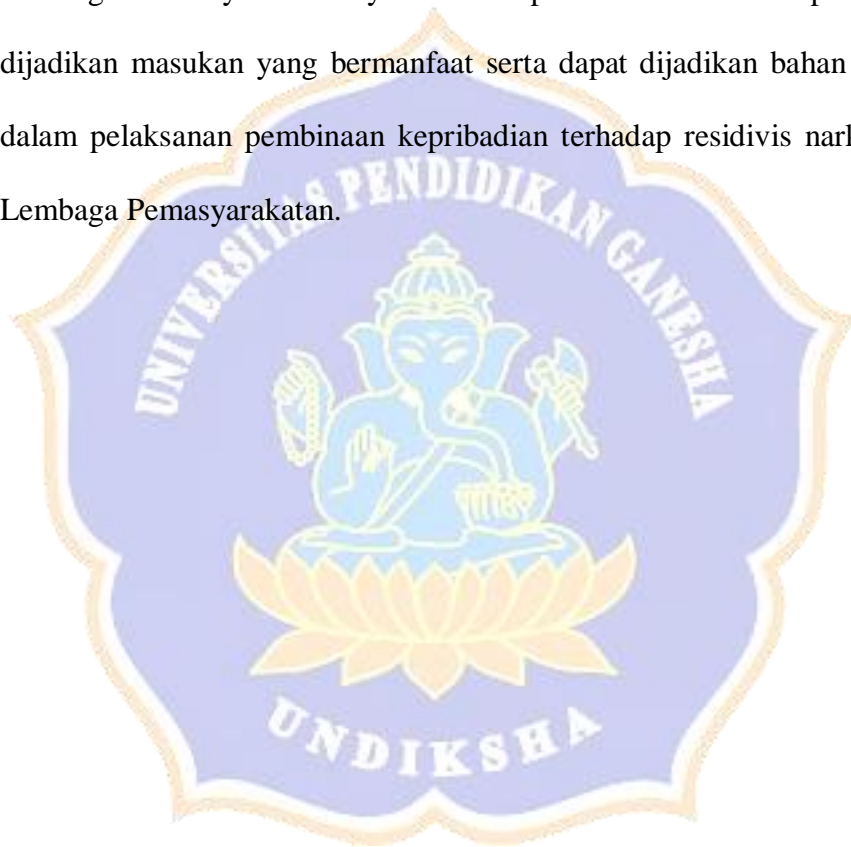 dijadikan masukan yang bermanfaat serta dapat dijadikan bahan
dalam pelaksanan pembinaan kepribadian terhadap residivis
Lembaga Pemasyarakatan.
UNIVERSITAS PENDIDIKAN GANESHA
UNDIKSHA